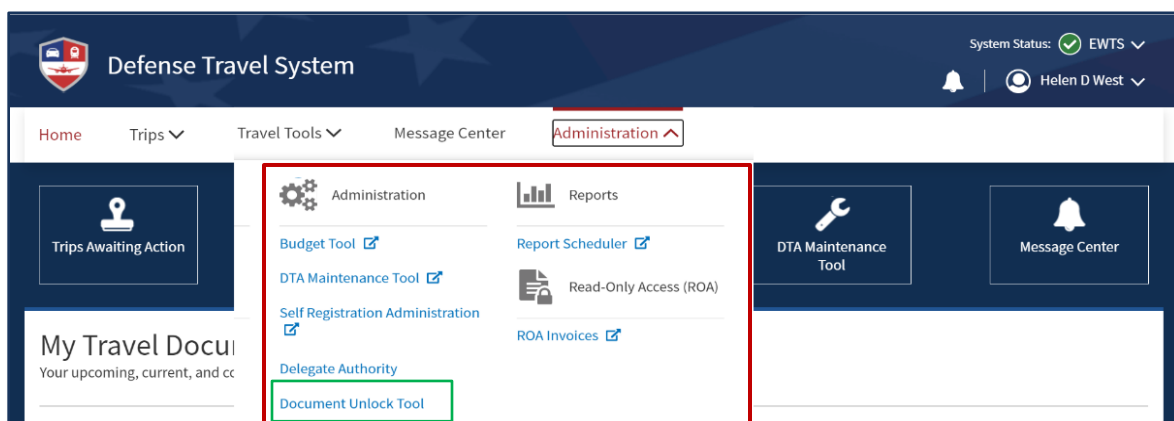 System Status: EWTS
Defense Travel System
Helen D West
Home Trips Travel Tools Message Center Administration
Administration
Budget Tool
DTA Maintenance Tool
Self Registration Administration
Delegate Authority
Document Unlock Tool
Reports
Report Scheduler
Read-Only Access (ROA)
ROA Invoices
Trips Awaiting Action
DTA Maintenance
Tool
Message Center
My Travel Docu
Your upcoming, current, and co